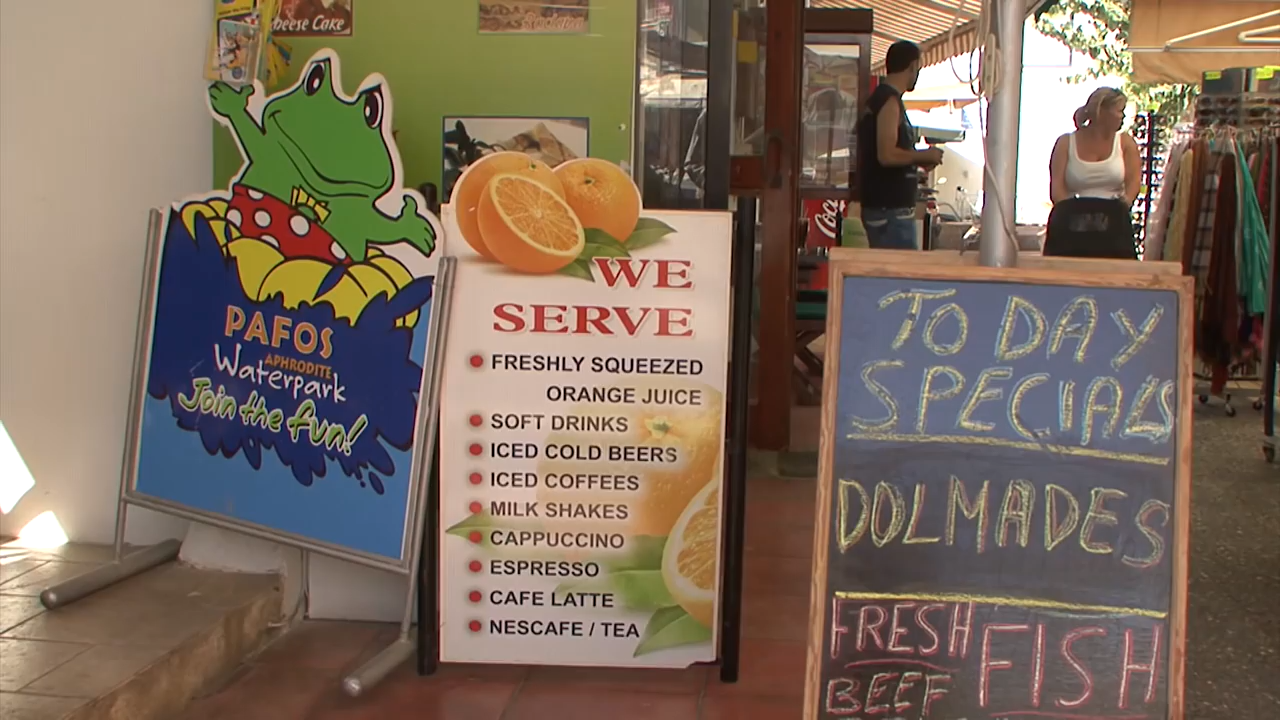 Cheese Cake
PAFOS
APHRODITE
Waterpark
Join the fun!
WE
SERVE
FRESHLY SQUEEZED
ORANGE JUICE
SOFT DRINKS
ICED COLD BEERS
ICED COFFEES
MILK SHAKES
CAPPUCCINO
ESPRESSO
CAFE LATTE
NESCAFE / TEA
TO DAY
SPECIALS
DOLMADES
FRESH FISH
BEEF